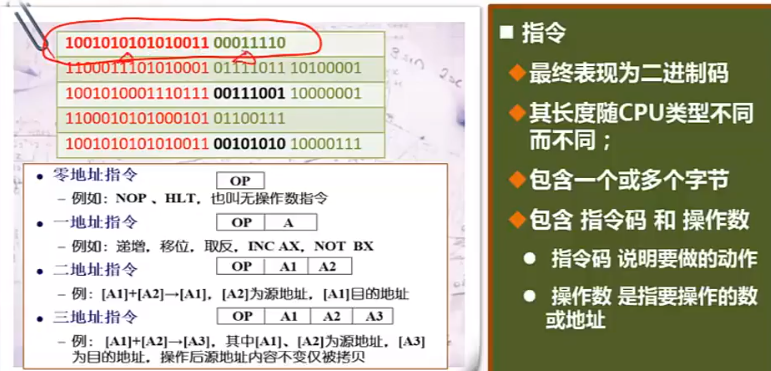 1001010101010011 00011110
1100011101010001 01111011 10100001
1001010001110111 00111001 10000001
1100010101000101 01100111
1001010101010011 00101010 10000111
• 零地址指令 OP
– 例如：NOP 、HLT，也叫无操作数指令
• 一地址指令 OP A
– 例如：递增，移位，取反，INC AX，NOT BX
• 二地址指令 OP A1 A2
– 例：[A1]+[A2]→[A1]，[A2]为源地址，[A1]目的地址
• 三地址指令 OP A1 A2 A3
– 例： [A1]+[A2]→[A3]，其中[A1]、[A2]为源地址，[A3]
为目的地址，操作后源地址内容不变仅被拷贝
■ 指令
◆最终表现为二进制码
◆其长度随CPU类型不同
而不同；
◆包含一个或多个字节
◆包含 指令码 和 操作数
● 指令码 说明要做的动作
● 操作数 是指要操作的数
或地址